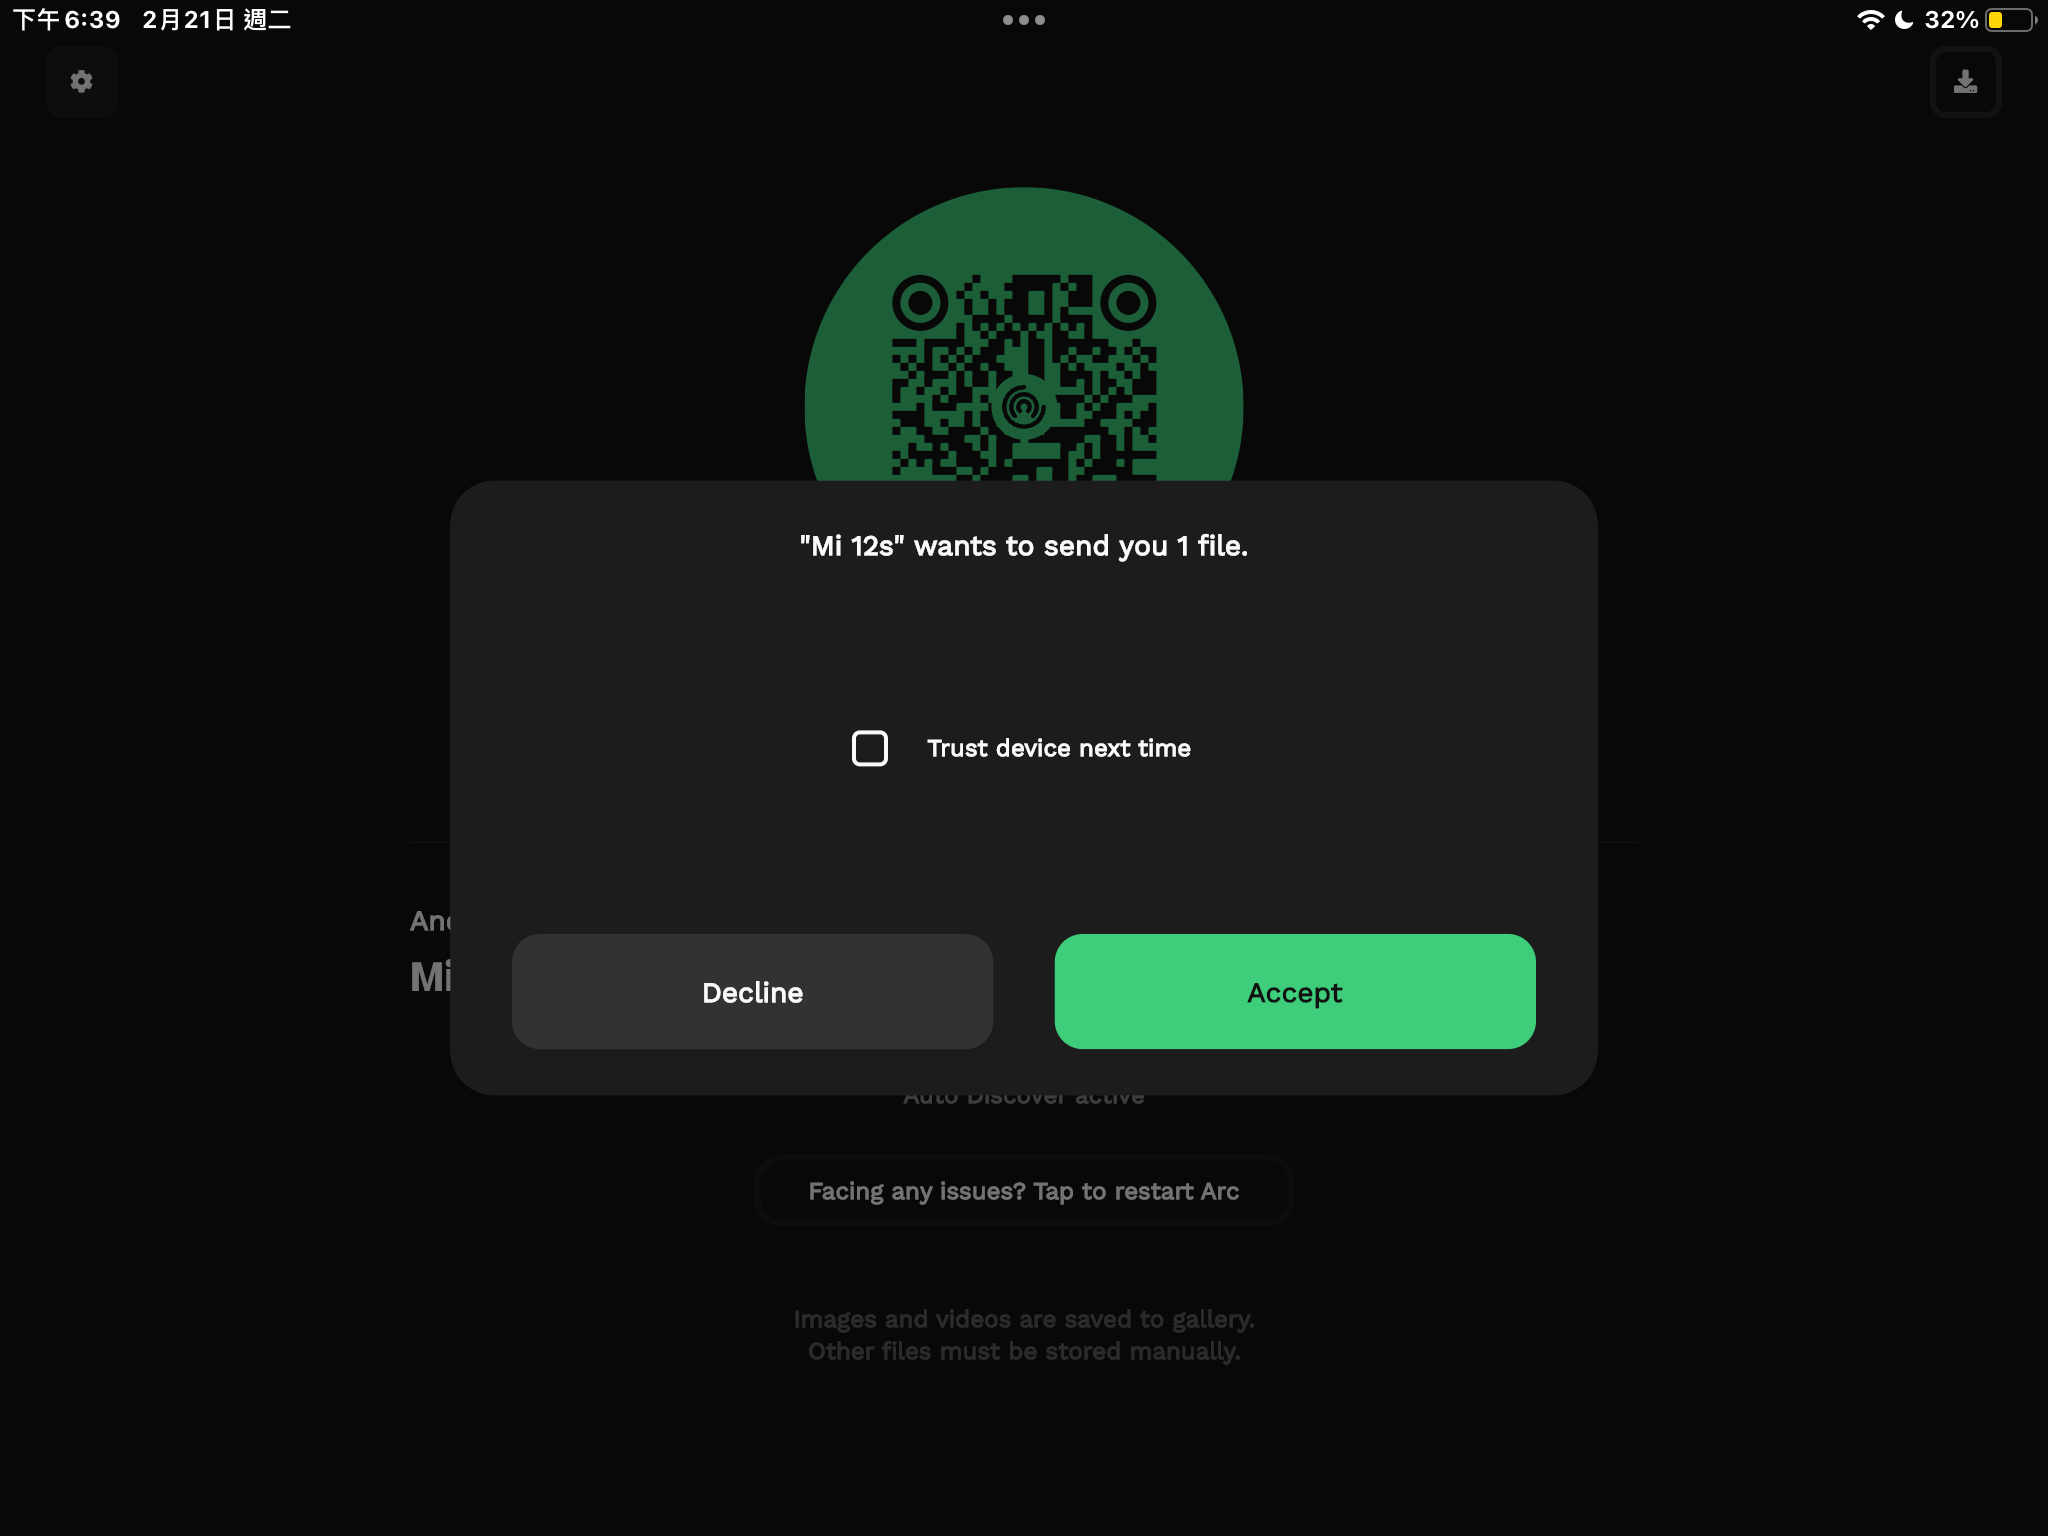 下午6:39 2月21日 週二
32%
"Mi 12s" wants to send you 1 file.
Trust device next time
Mi
Decline
Accept
Auto Discover active
Facing any issues? Tap to restart Arc
Images and videos are saved to gallery.
Other files must be stored manually.